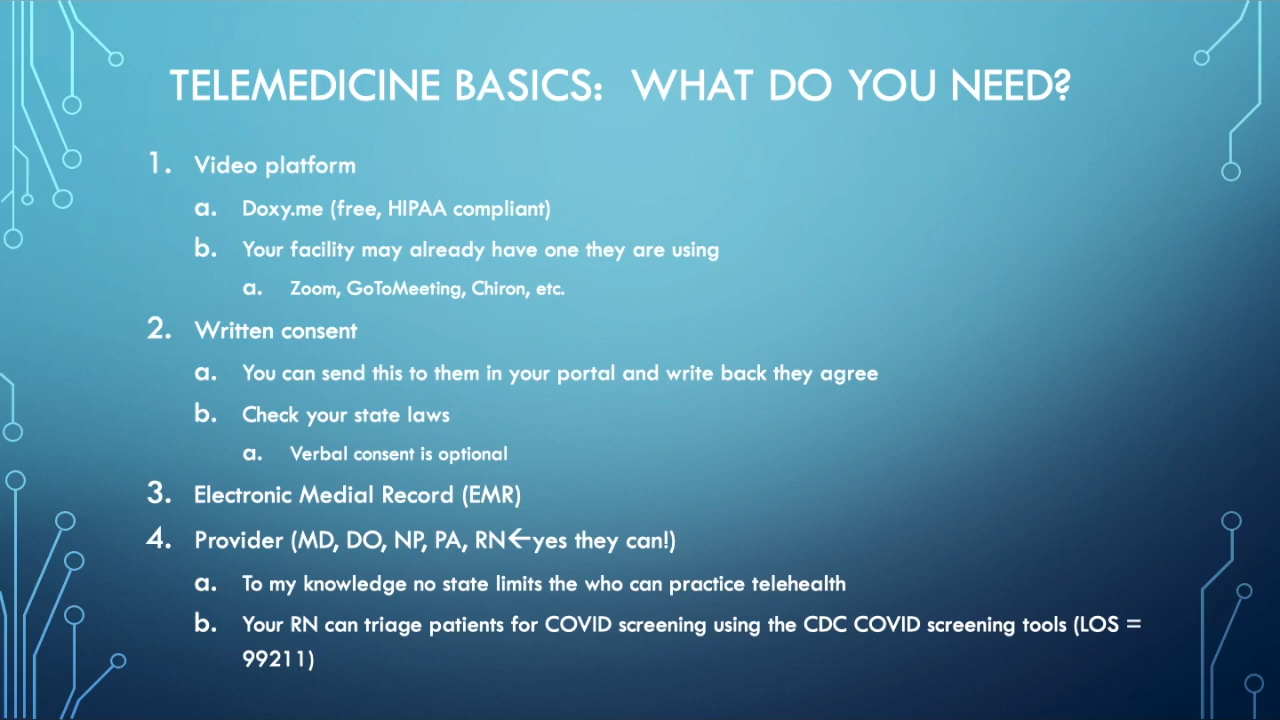 TELEMEDICINE BASICS: WHAT DO YOU NEED?
1. Video platform
a. Doxy.me (free, HIPAA compliant)
b. Your facility may already have one they are using
a. Zoom, GoToMeeting, Chiron, etc.
2. Written consent
a. You can send this to them in your portal and write back they agree
b. Check your state laws
a. Verbal consent is optional
3. Electronic Medial Record (EMR)
4. Provider (MD, DO, NP, PA, RN←yes they can!)
a. To my knowledge no state limits the who can practice telehealth
b. Your RN can triage patients for COVID screening using the CDC COVID screening tools (LOS =
99211)